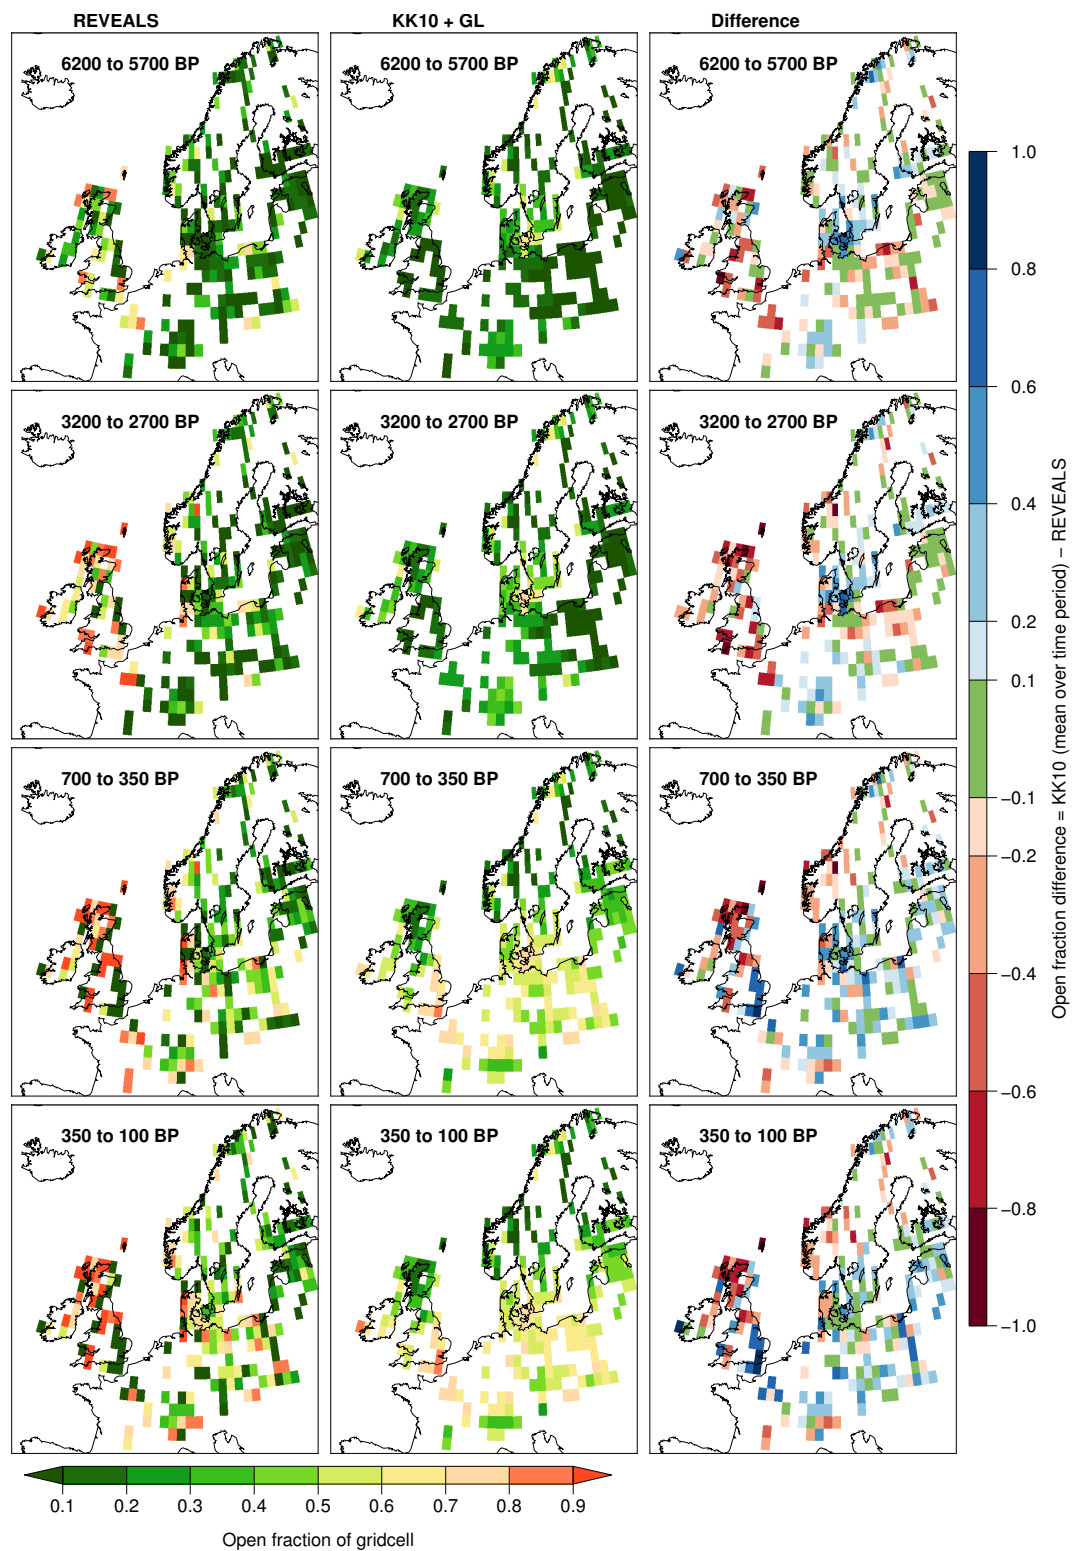 REVEALS KK10 + GL Difference
6200 to 5700 BP 6200 to 5700 BP 6200 to 5700 BP
3200 to 2700 BP 3200 to 2700 BP 3200 to 2700 BP
700 to 350 BP 700 to 350 BP 700 to 350 BP
350 to 100 BP 350 to 100 BP 350 to 100 BP
1.0
0.8
0.6
0.4
0.2
0.1
−0.1
−0.2
−0.4
−0.6
−0.8
−1.0
Open fraction difference = KK10 (mean over time period) − REVEALS
0.1 0.2 0.3 0.4 0.5 0.6 0.7 0.8 0.9
Open fraction of gridcell